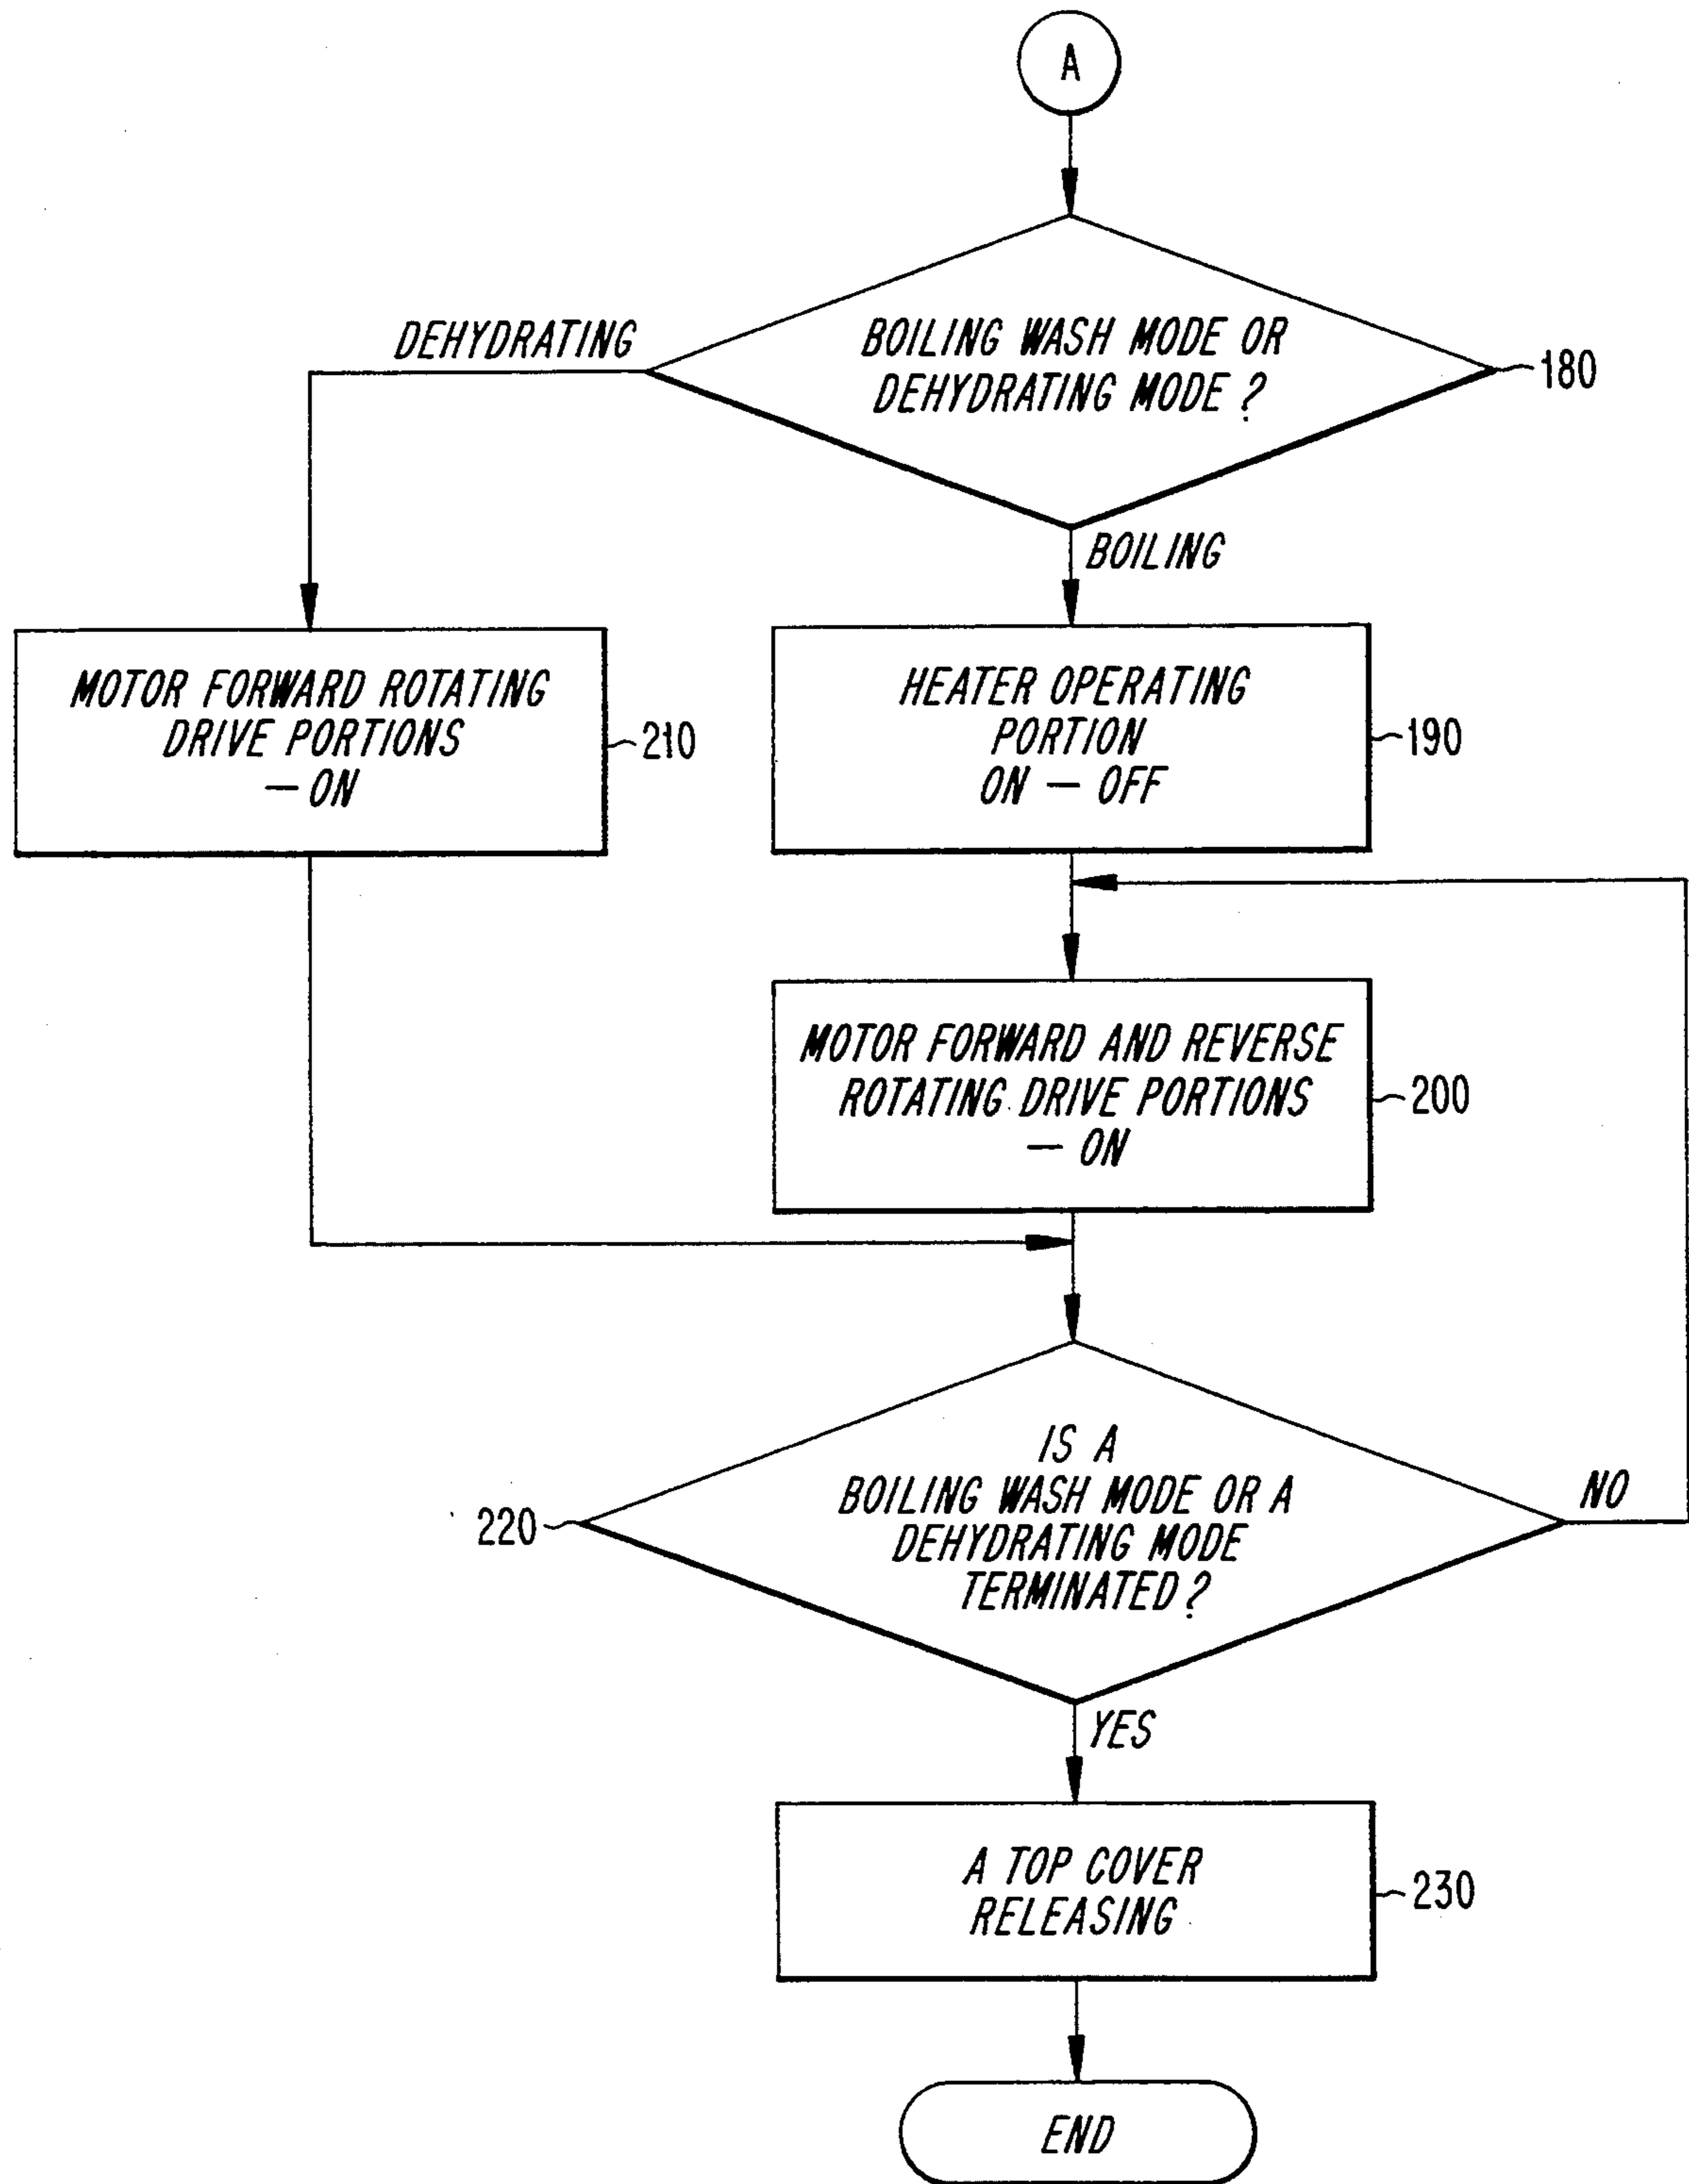 A
BOILING WASH MODE OR
DEHYDRATING MODE ?
180
DEHYDRATING
BOILING
MOTOR FORWARD ROTATING
DRIVE PORTIONS
— ON
210
HEATER OPERATING
PORTION
ON — OFF
190
MOTOR FORWARD AND REVERSE
ROTATING DRIVE PORTIONS
— ON
200
IS A
BOILING WASH MODE OR A
DEHYDRATING MODE
TERMINATED ?
220
NO
YES
A TOP COVER
RELEASING
230
END